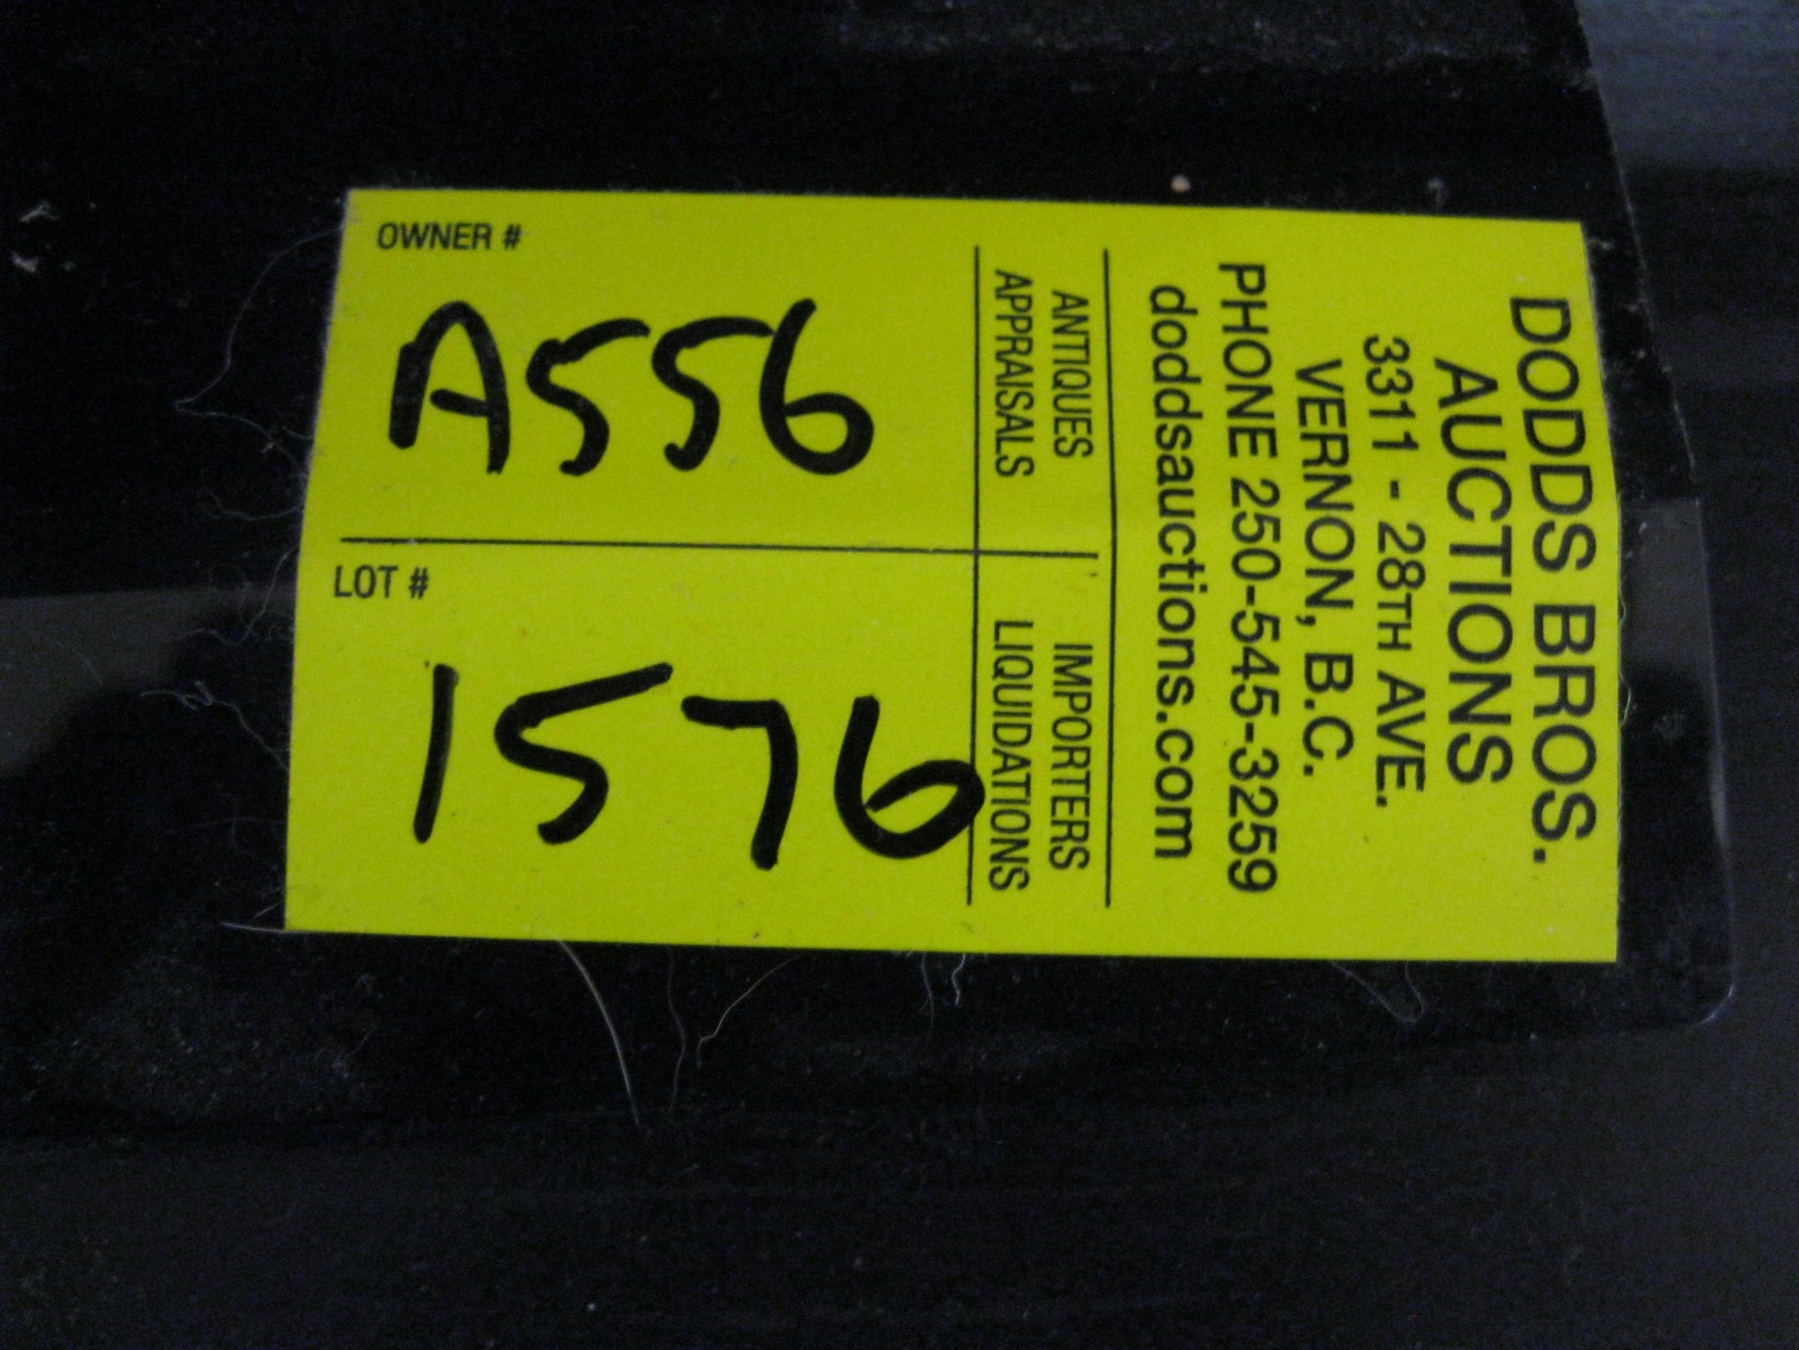 DODDS BROS.
AUCTIONS
3311 - 28TH AVE.
VERNON, B.C.
PHONE 250-545-3259
doddsauctions.com
ANTIQUES IMPORTERS
APPRAISALS LIQUIDATIONS
OWNER #
A556
LOT #
1576